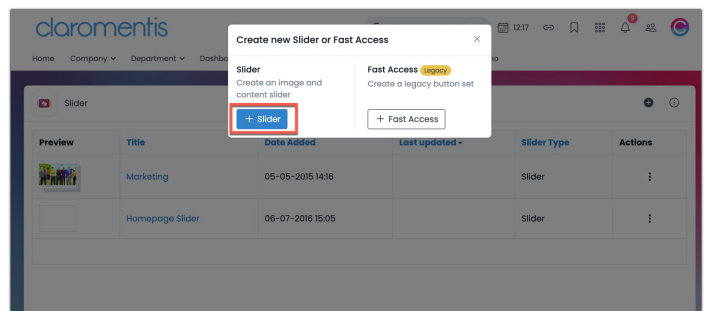 claromentis
12:17
9
Home Company Department Dashbo
no
Create new Slider or Fast Access ×
Slider
Create an image and
content slider
+ Slider
Fast Access Legacy
Create a legacy button set
+ Fast Access
Slider
Preview Title Date Added Last updated Slider Type Actions
Marketing 05-05-2015 14:16 Slider
Homepage Slider 06-07-2016 15:05 Slider